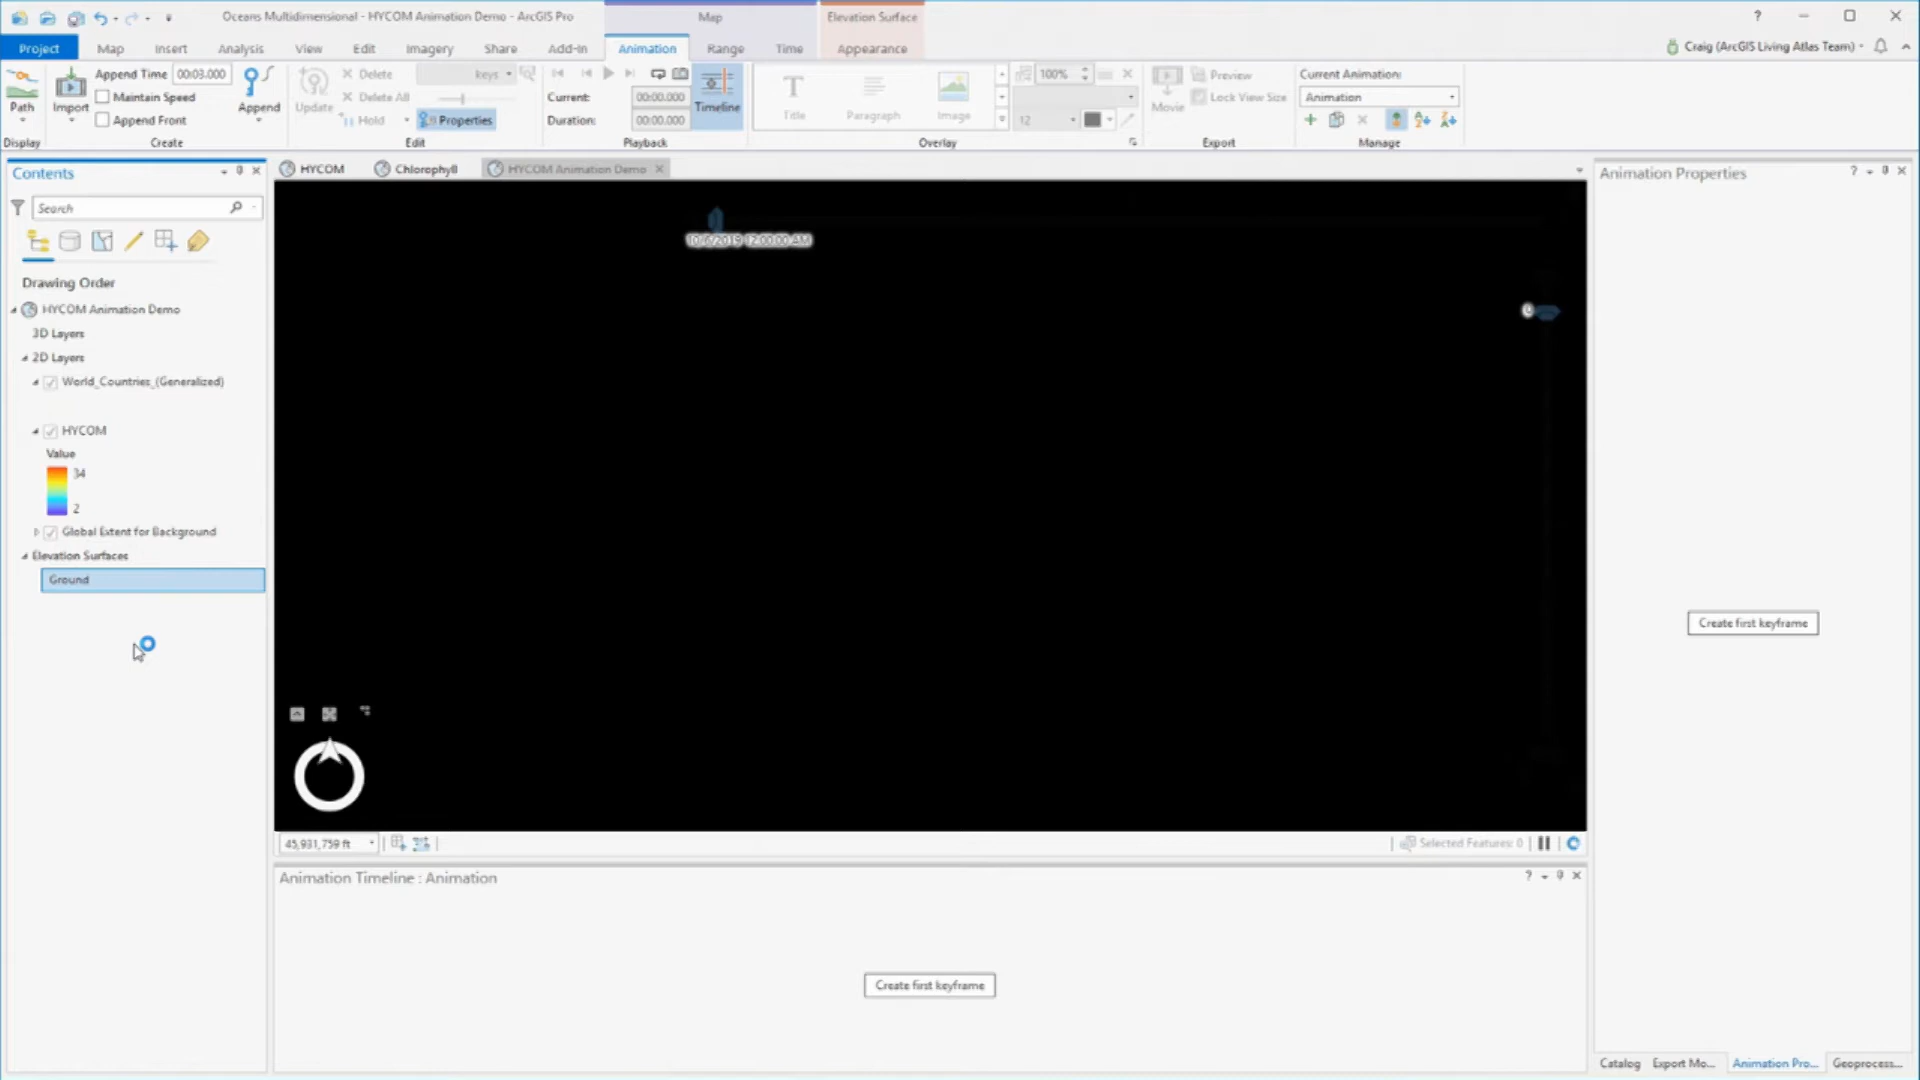 Oceans Multidimensional - HYCOM Animation Demo - ArcGIS Pro
Map
Elevation Surface
?
Project
Map
Insert
Analysis
View
Edit
Imagery
Share
Add-In
Animation
Range
Time
Appearance
Craig (ArcGIS Living Atlas Team)
Path
Import
Append Time 00:03.000
Maintain Speed
Append Front
Append
Update
Delete
Delete All
Hold
keys
Properties
Current: 00:00.000
Duration: 00:00.000
Timeline
Title
Paragraph
Image
100%
12
Movie
Preview
Lock View Size
Current Animation:
Animation
Display
Create
Edit
Playback
Overlay
Export
Manage
Contents
Search
Drawing Order
HYCOM Animation Demo
3D Layers
2D Layers
World_Countries_(Generalized)
HYCOM
Value
34
2
Global Extent for Background
Elevation Surfaces
Ground
HYCOM
Chlorophyll
HYCOM Animation Demo
12:00:00 AM
45,931,759 ft
Selected Features: 0
Animation Timeline : Animation
?
Create first keyframe
Animation Properties
?
Create first keyframe
Catalog
Export Mo...
Animation Pro...
Geoprocess...